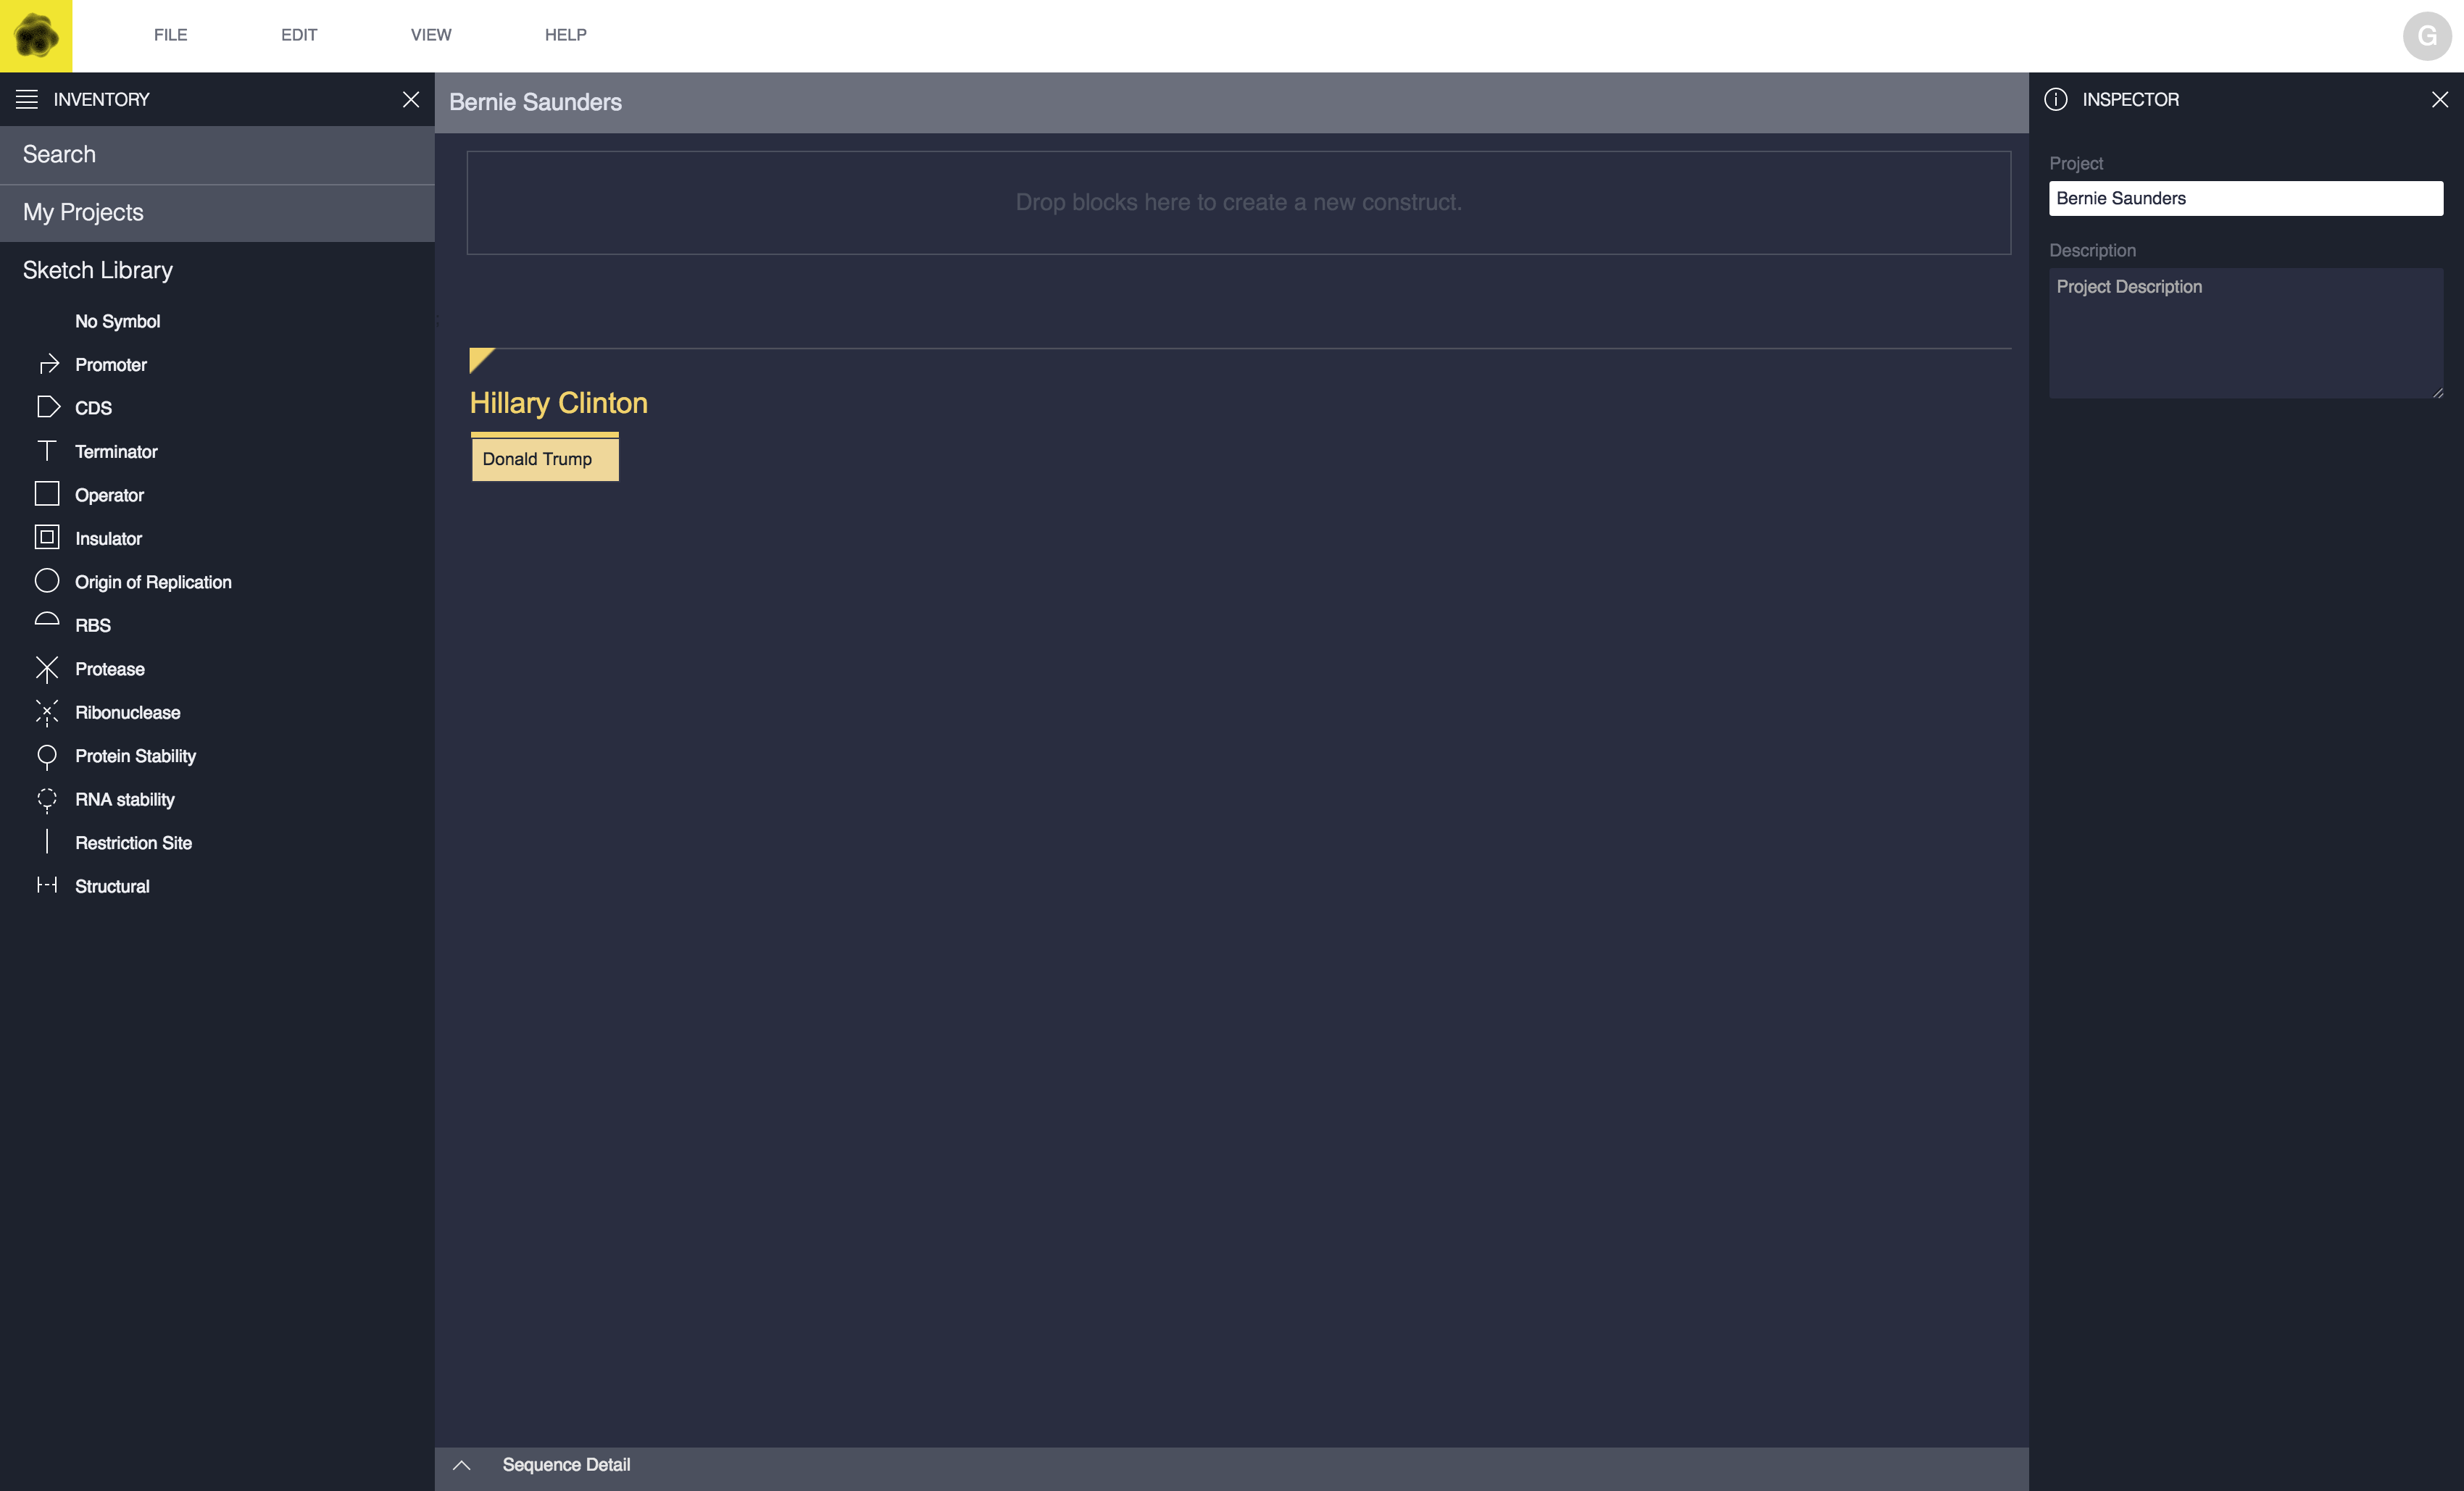 FILE EDIT VIEW HELP
G
INVENTORY
Search
My Projects
Sketch Library
No Symbol
Promoter
CDS
Terminator
Operator
Insulator
Origin of Replication
RBS
Protease
Ribonuclease
Protein Stability
RNA stability
Restriction Site
Structural
Bernie Saunders
Drop blocks here to create a new construct.
Hillary Clinton
Donald Trump
Sequence Detail
INSPECTOR
Project
Bernie Saunders
Description
Project Description